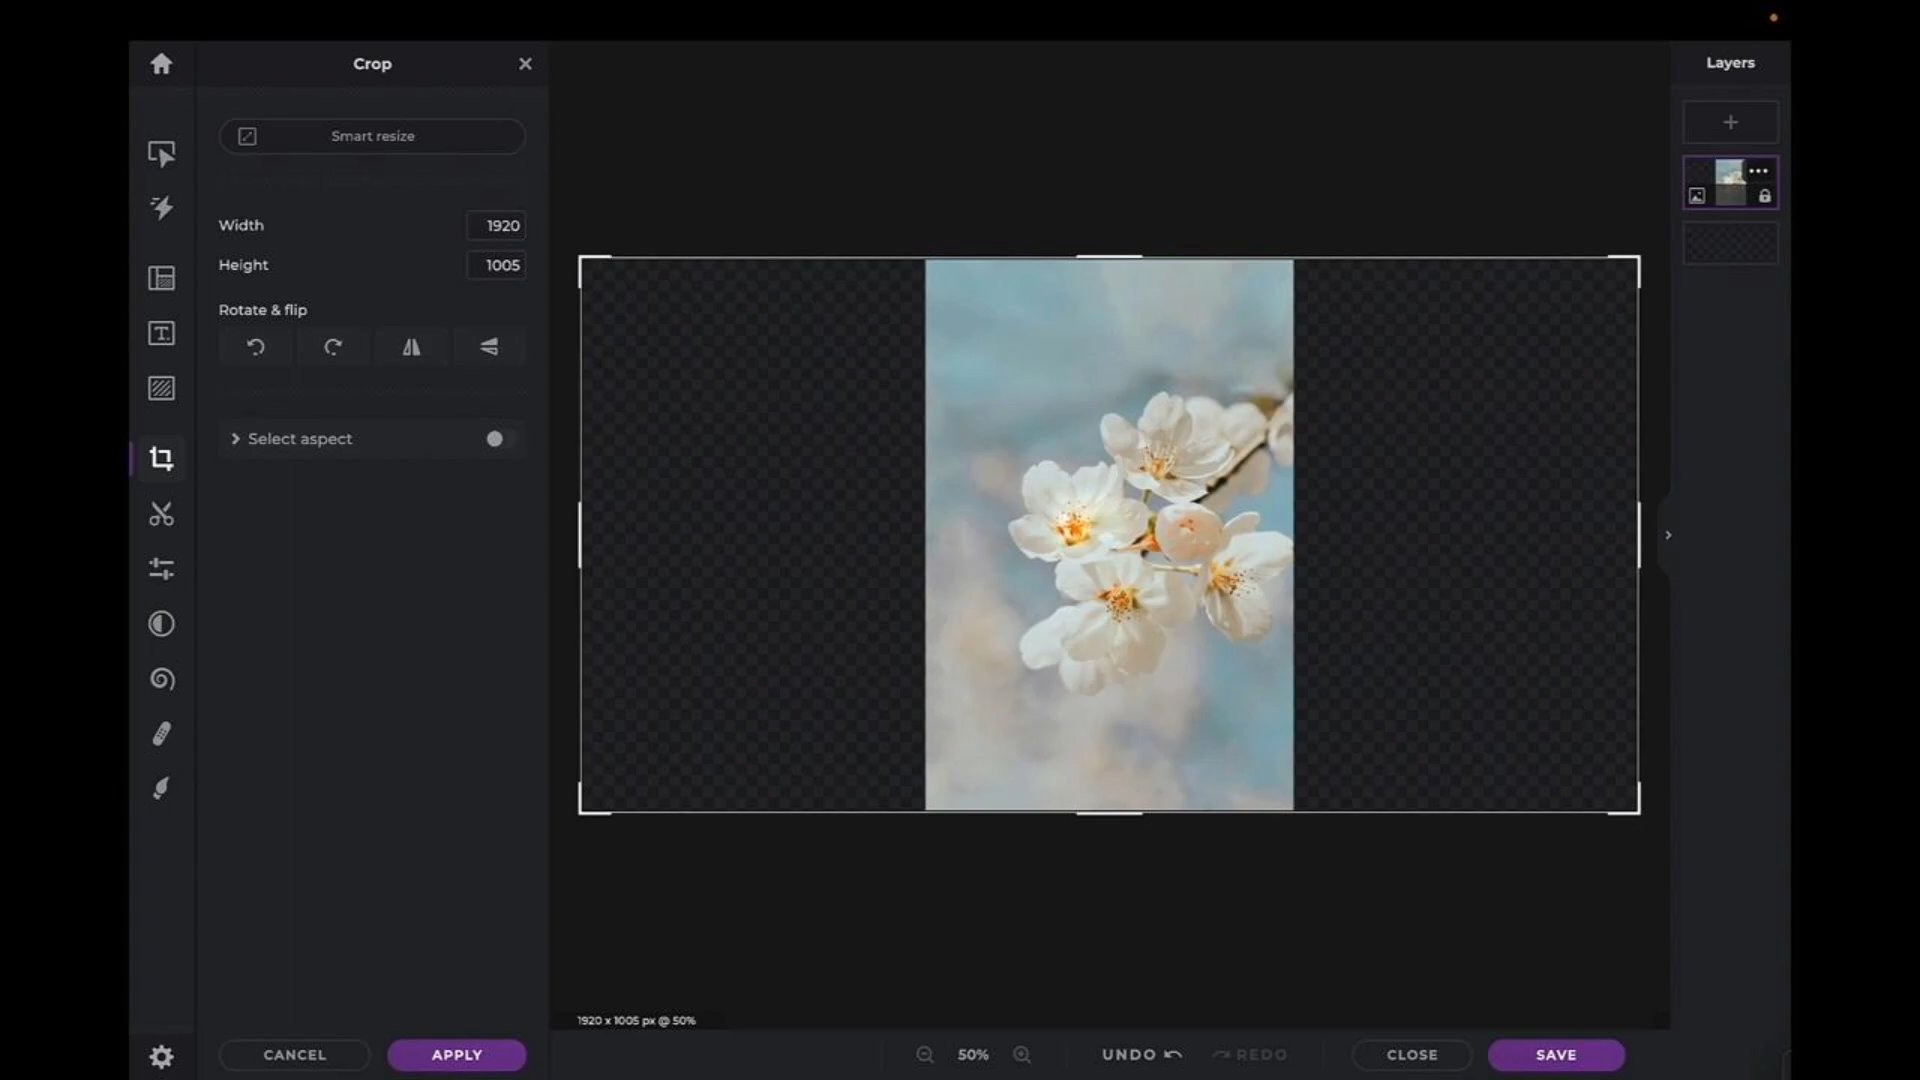 Crop
Smart resize
Width
1920
Height
1005
Rotate & flip
Select aspect
CANCEL
APPLY
1920 x 1005 px @ 50%
50%
UNDO
REDO
CLOSE
SAVE
Layers